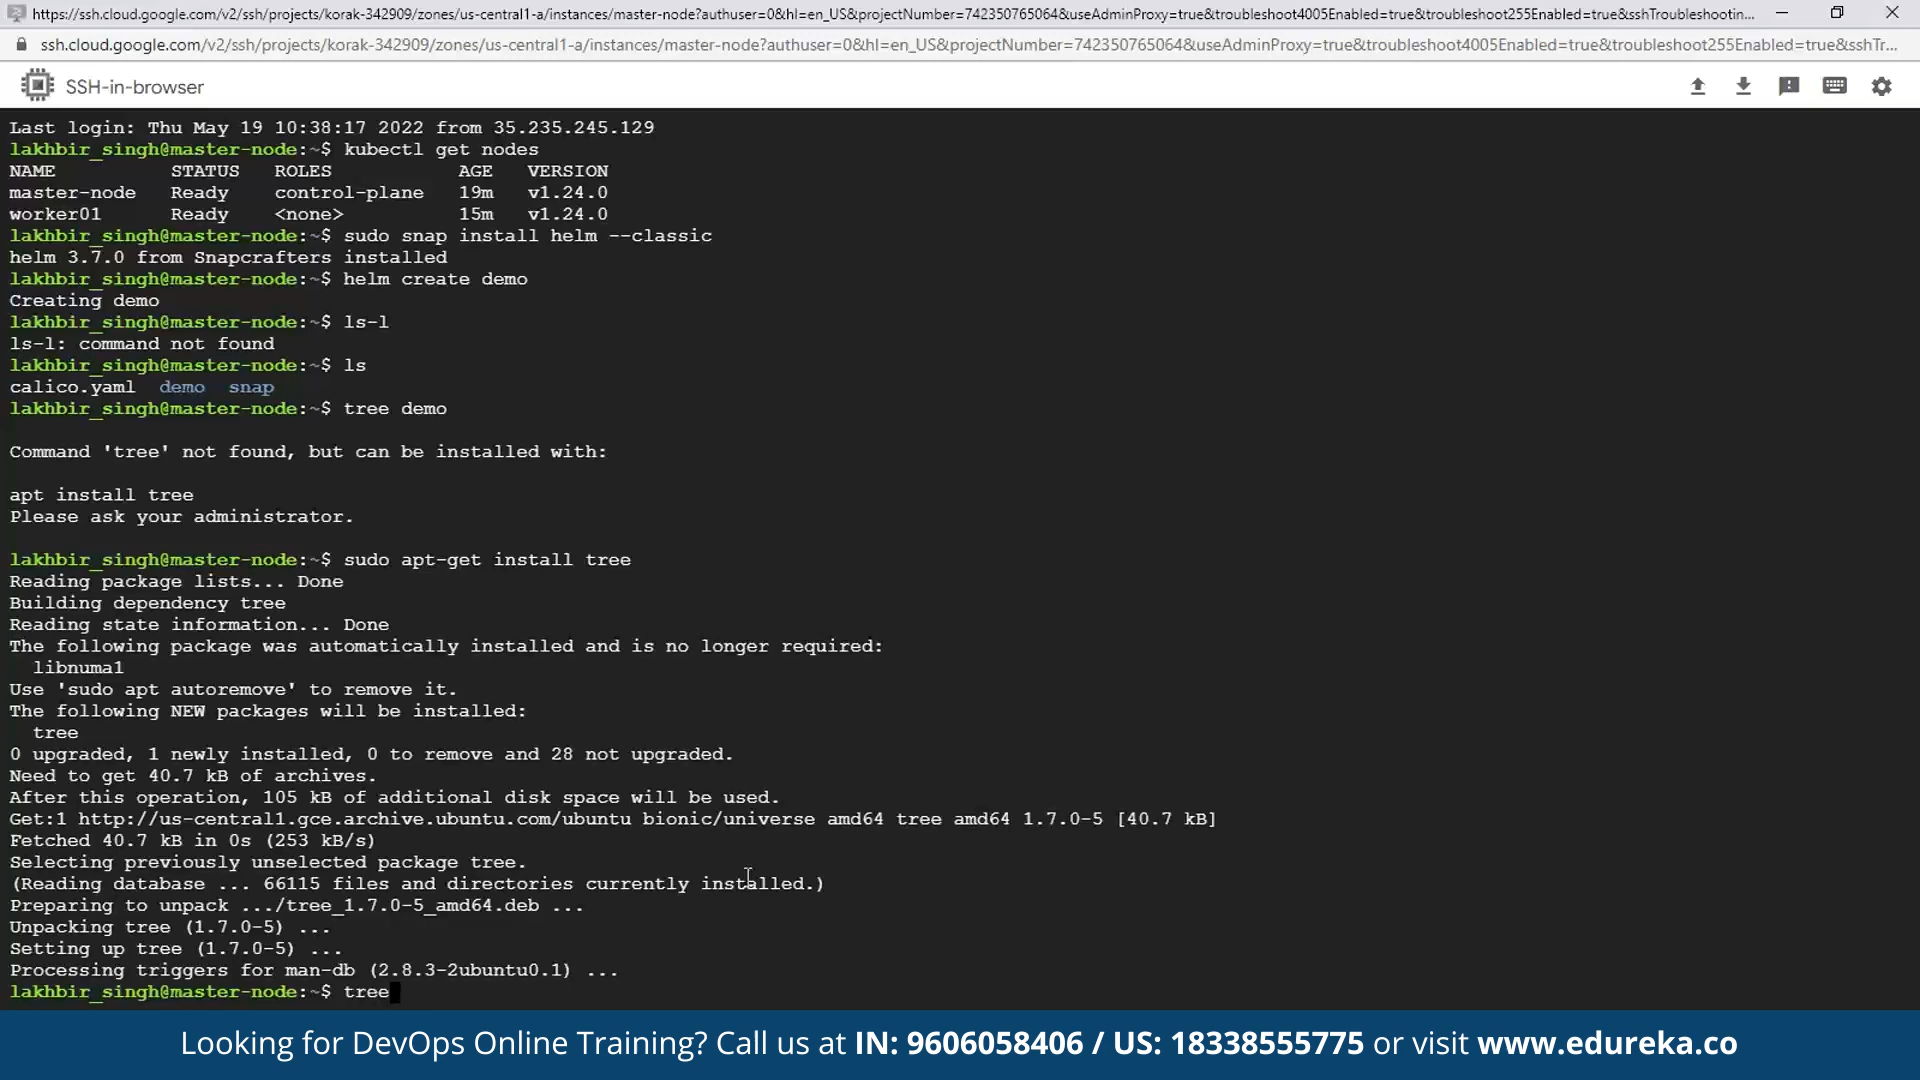 https://ssh.cloud.google.com/v2/ssh/projects/korak-342909/zones/us-central1-a/instances/master-node?authuser=0&hl=en_US&projectNumber=742350765064&useAdminProxy=true&troubleshoot4005Enabled=true&troubleshoot255Enabled=true&sshTroubleshootin...
ssh.cloud.google.com/v2/ssh/projects/korak-342909/zones/us-central1-a/instances/master-node?authuser=0&hl=en_US&projectNumber=742350765064&useAdminProxy=true&troubleshoot4005Enabled=true&troubleshoot255Enabled=true&sshTr...
SSH-in-browser
Last login: Thu May 19 10:38:17 2022 from 35.235.245.129
lakhbir_singh@master-node:~$ kubectl get nodes
NAME STATUS ROLES AGE VERSION
master-node Ready control-plane 19m v1.24.0
worker01 Ready <none> 15m v1.24.0
lakhbir_singh@master-node:~$ sudo snap install helm --classic
helm 3.7.0 from Snapcrafters installed
lakhbir_singh@master-node:~$ helm create demo
Creating demo
lakhbir_singh@master-node:~$ ls-l
ls-l: command not found
lakhbir_singh@master-node:~$ ls
calico.yaml demo snap
lakhbir_singh@master-node:~$ tree demo
Command 'tree' not found, but can be installed with:
apt install tree
Please ask your administrator.
lakhbir_singh@master-node:~$ sudo apt-get install tree
Reading package lists... Done
Building dependency tree
Reading state information... Done
The following package was automatically installed and is no longer required:
libnuma1
Use 'sudo apt autoremove' to remove it.
The following NEW packages will be installed:
tree
0 upgraded, 1 newly installed, 0 to remove and 28 not upgraded.
Need to get 40.7 kB of archives.
After this operation, 105 kB of additional disk space will be used.
Get:1 http://us-central1.gce.archive.ubuntu.com/ubuntu bionic/universe amd64 tree amd64 1.7.0-5 [40.7 kB]
Fetched 40.7 kB in 0s (253 kB/s)
Selecting previously unselected package tree.
(Reading database ... 66115 files and directories currently installed.)
Preparing to unpack .../tree_1.7.0-5_amd64.deb ...
Unpacking tree (1.7.0-5) ...
Setting up tree (1.7.0-5) ...
Processing triggers for man-db (2.8.3-2ubuntu0.1) ...
lakhbir_singh@master-node:~$ tree
Looking for DevOps Online Training? Call us at IN: 9606058406 / US: 18338555775 or visit www.edureka.co